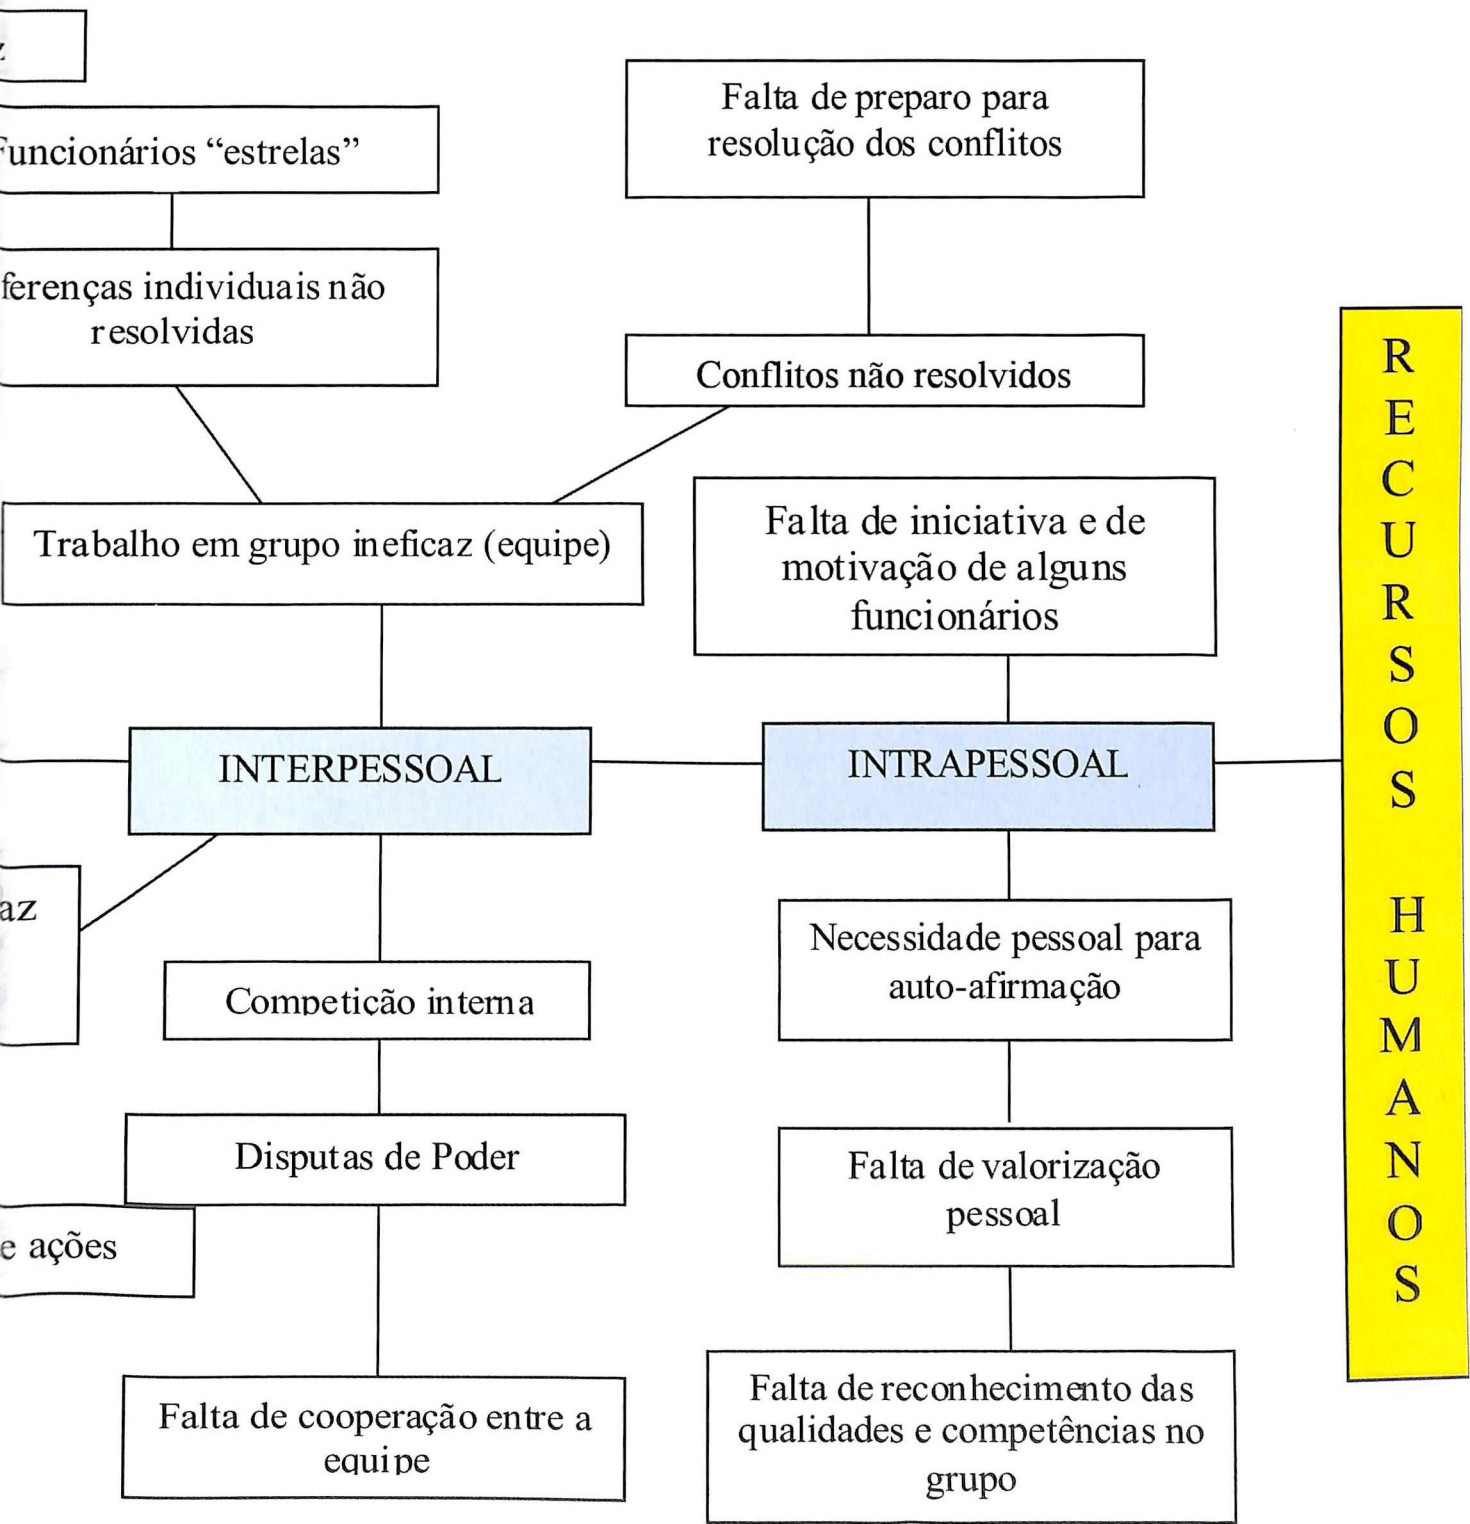 Funcionários “estrelas”
individuais não
resolvidas
Falta de preparo para
resolução dos conflitos
Conflitos não resolvidos
Trabalho em grupo ineficaz (equipe)
Falta de iniciativa e de
motivação de alguns
funcionários
INTERPESSOAL
INTRAPESSOAL
Competição interna
Disputas de Poder
e ações
Falta de cooperação entre a
equipe
Necessidade pessoal para
auto-afirmação
Falta de valorização
pessoal
Falta de reconhecimento das
qualidades e competências no
grupo
RECURSOS HUMANOS